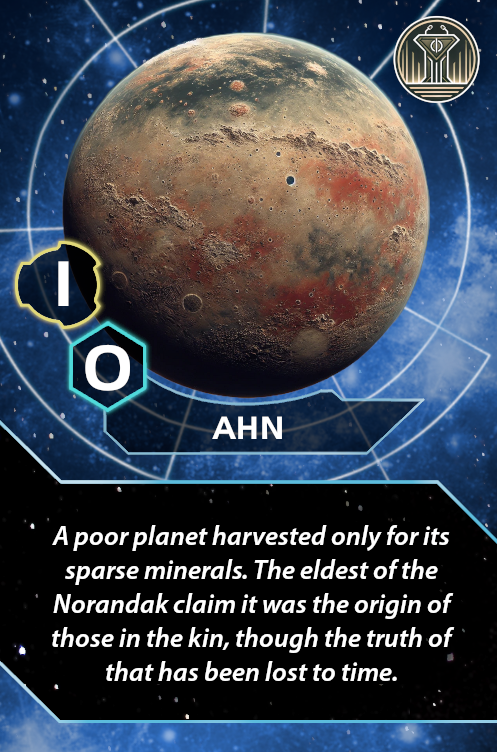 I
O
AHN
A poor planet harvested only for its
sparse minerals. The eldest of the
Norandak claim it was the origin of
those in the kin, though the truth of
that has been lost to time.